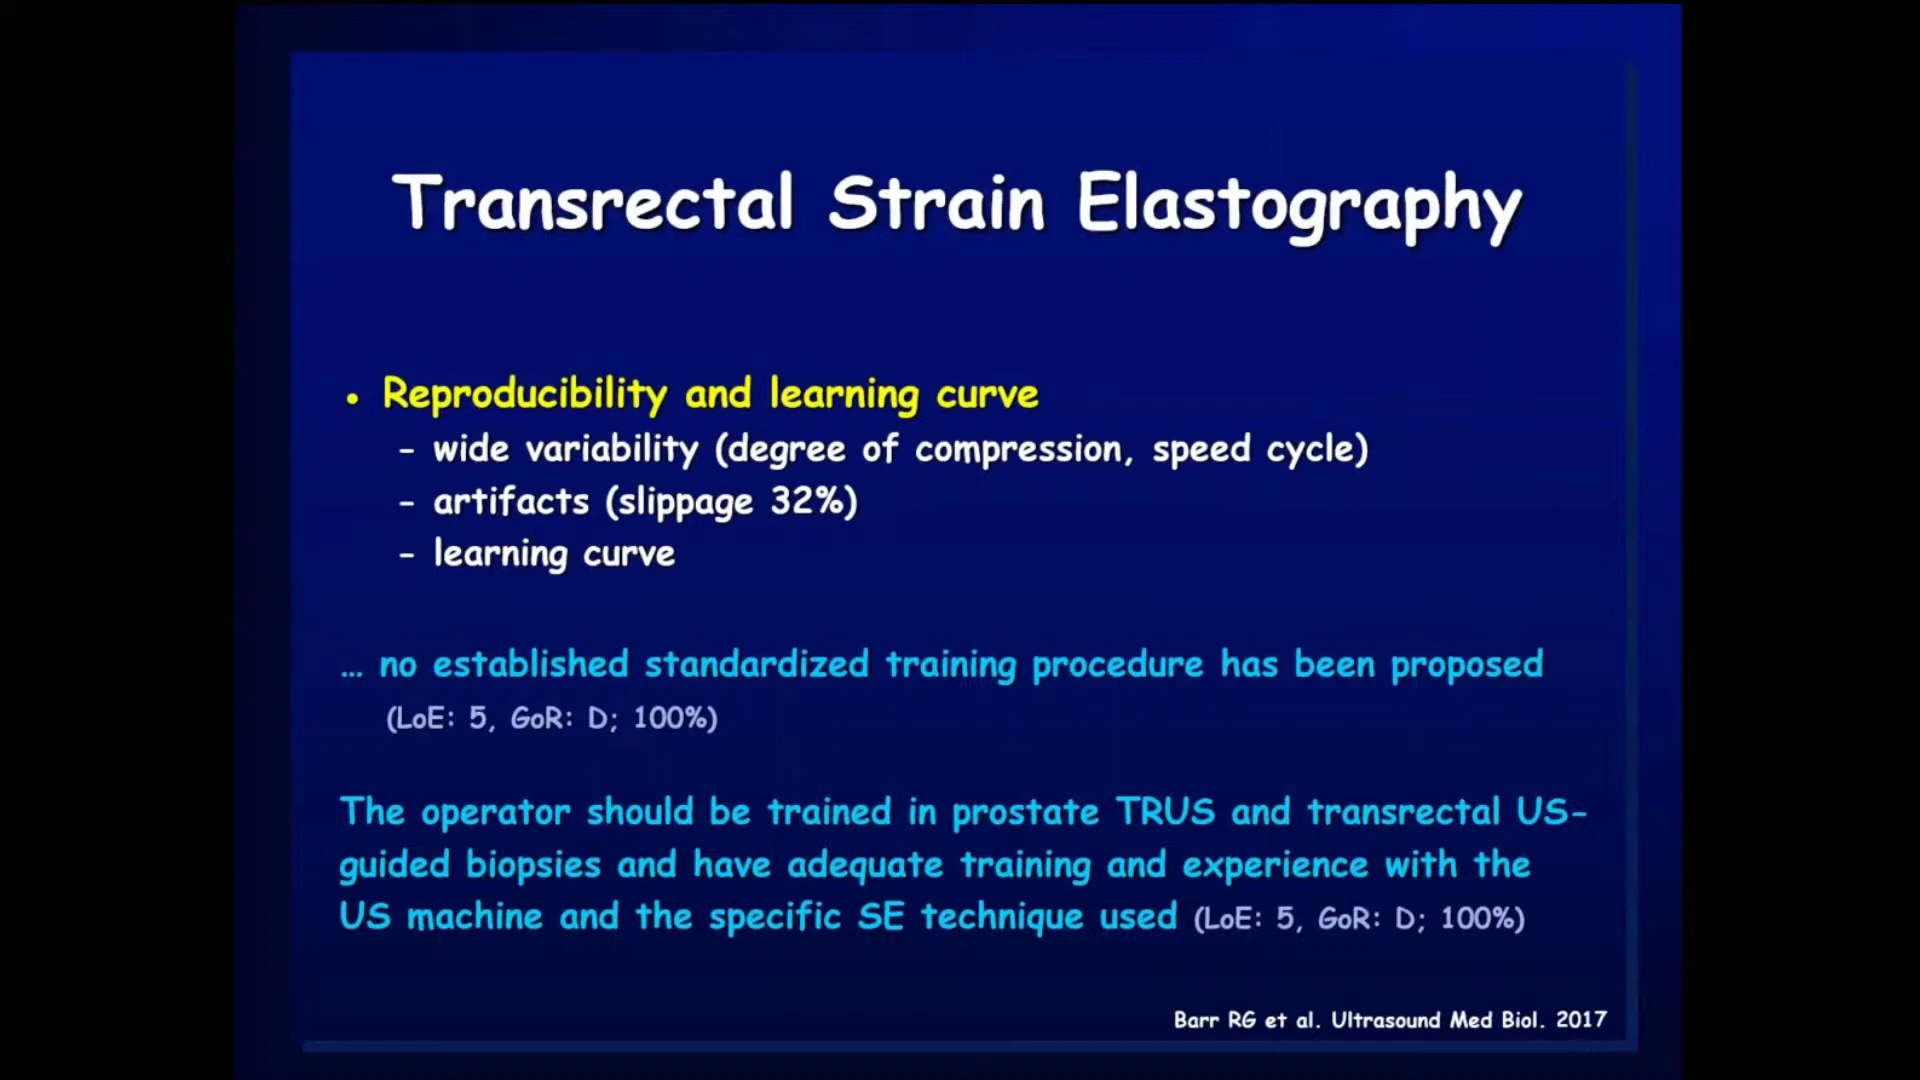 Transrectal Strain Elastography
• Reproducibility and learning curve
- wide variability (degree of compression, speed cycle)
- artifacts (slippage 32%)
- learning curve
… no established standardized training procedure has been proposed
(LoE: 5, GoR: D; 100%)
The operator should be trained in prostate TRUS and transrectal US-
guided biopsies and have adequate training and experience with the
US machine and the specific SE technique used (LoE: 5, GoR: D; 100%)
Barr RG et al. Ultrasound Med Biol. 2017